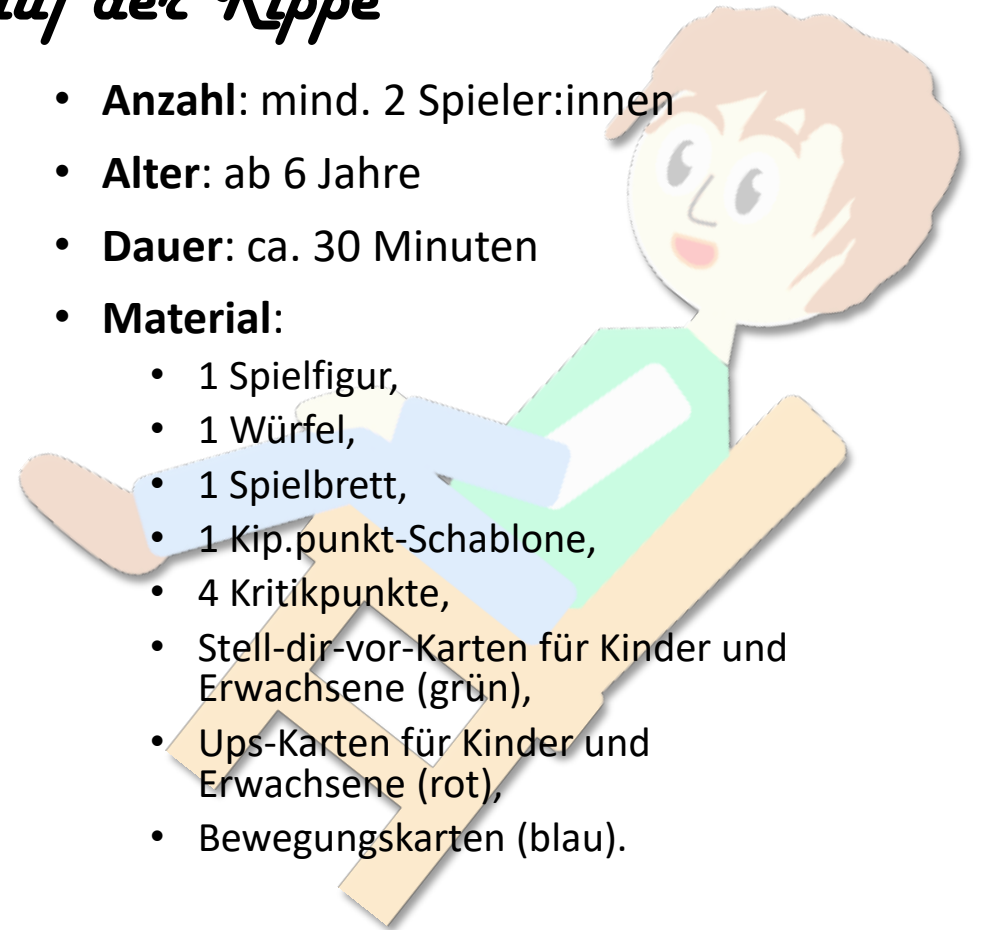 auf der Kippe
• Anzahl: mind. 2 Spieler:innen
• Alter: ab 6 Jahre
• Dauer: ca. 30 Minuten
• Material:
• 1 Spielfigur,
• 1 Würfel,
• 1 Spielbrett,
• 1 Kip.punkt-Schablone,
• 4 Kritikpunkte,
• Stell-dir-vor-Karten für Kinder und
Erwachsene (grün),
• Ups-Karten für Kinder und
Erwachsene (rot),
• Bewegungskarten (blau).